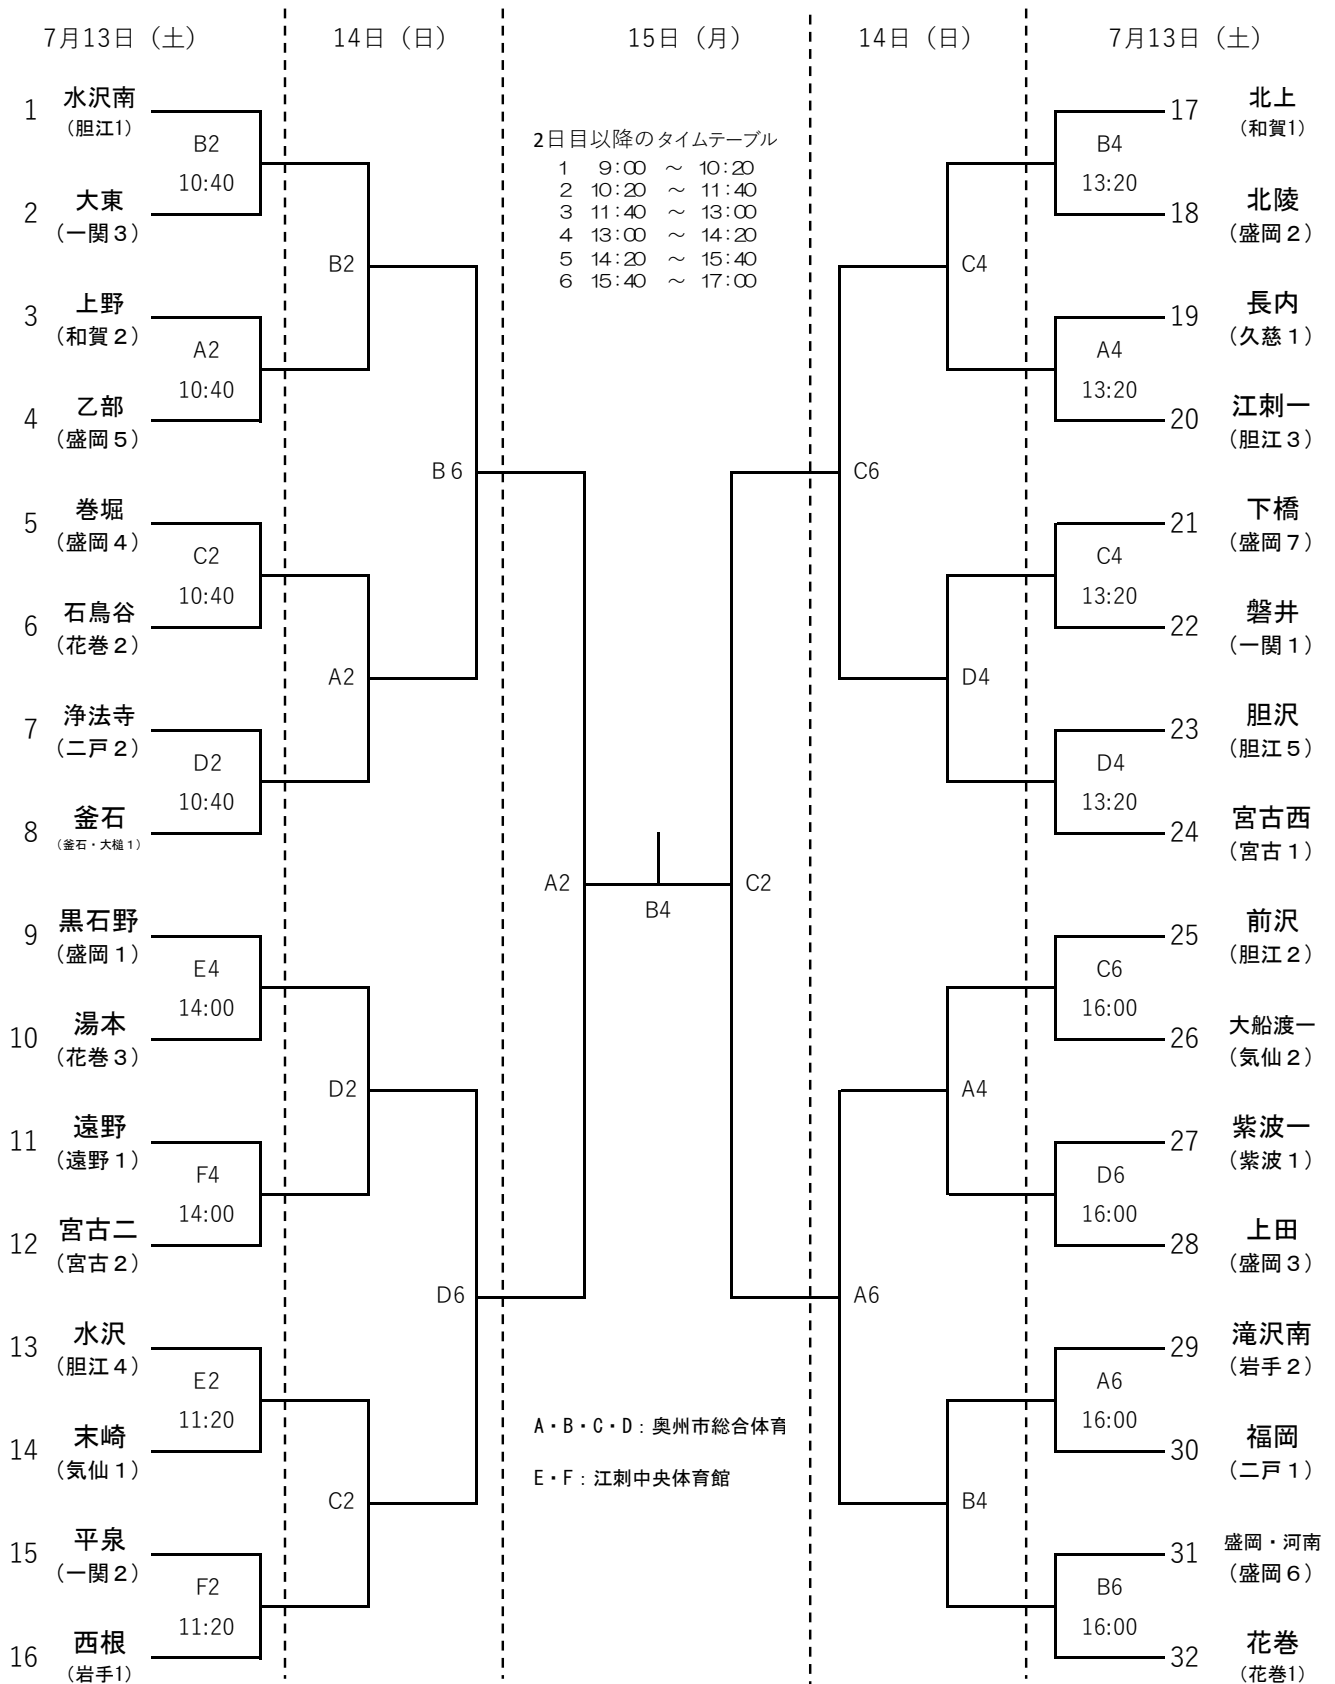 7月13日（土）
14日（日）
15日（月）
14日（日）
7月13日（土）
2日目以降のタイムテーブル
1 9:00 ～ 10:20
2 10:20 ～ 11:40
3 11:40 ～ 13:00
4 13:00 ～ 14:20
5 14:20 ～ 15:40
6 15:40 ～ 17:00
1 水沢南
（胆江1）
B2
10:40
2 大東
（一関３）
B2
3 上野
（和賀２）
A2
10:40
4 乙部
（盛岡５）
B6
5 巻堀
（盛岡４）
C2
10:40
6 石鳥谷
（花巻２）
A2
7 浄法寺
（二戸２）
D2
10:40
8 釜石
（釜石・大槌１）
A2
9 黒石野
（盛岡１）
E4
14:00
10 湯本
（花巻３）
D2
11 遠野
（遠野１）
F4
14:00
12 宮古二
（宮古２）
D6
13 水沢
（胆江４）
E2
11:20
14 末崎
（気仙１）
C2
15 平泉
（一関２）
F2
11:20
16 西根
（岩手1）
B4
A・B・C・D：奥州市総合体育
E・F：江刺中央体育館
17 北上
（和賀1）
B4
13:20
18 北陵
（盛岡２）
C4
19 長内
（久慈１）
A4
13:20
20 江刺一
（胆江３）
C6
21 下橋
（盛岡７）
C4
13:20
22 磐井
（一関１）
D4
23 胆沢
（胆江５）
D4
13:20
24 宮古西
（宮古１）
C2
25 前沢
（胆江２）
C6
16:00
26 大船渡一
（気仙２）
A4
27 紫波一
（紫波１）
D6
16:00
28 上田
（盛岡３）
A6
29 滝沢南
（岩手２）
A6
16:00
30 福岡
（二戸１）
B4
31 盛岡・河南
（盛岡６）
B6
16:00
32 花巻
（花巻1）